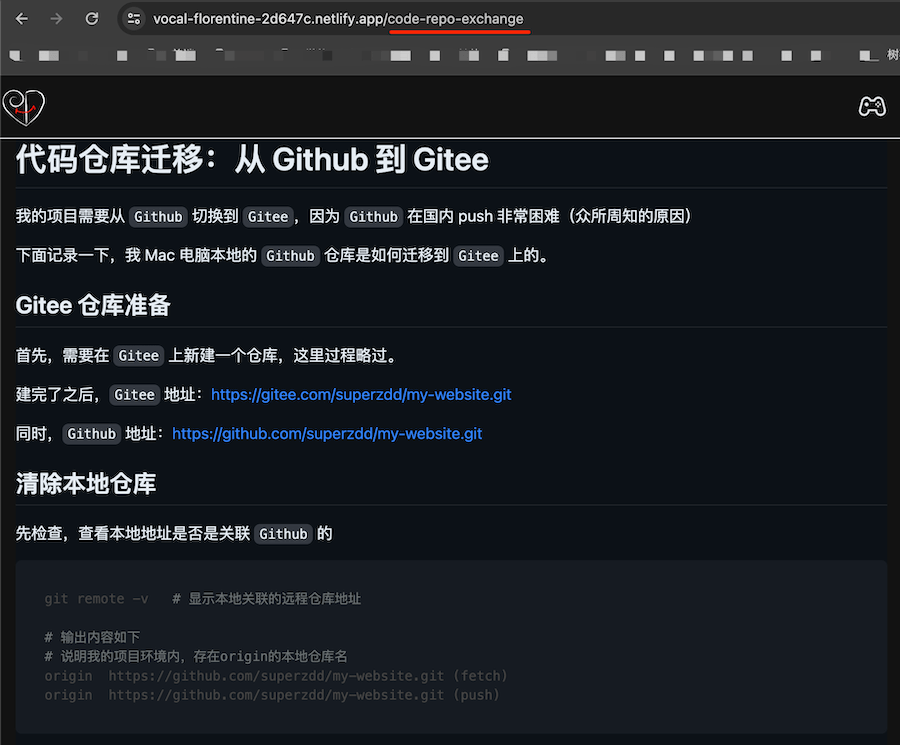 vocal-florentine-2d647c.netlify.app/code-repo-exchange
树
代码仓库迁移：从 Github 到 Gitee
我的项目需要从 Github 切换到 Gitee，因为 Github 在国内 push 非常困难（众所周知的原因）
下面记录一下，我 Mac 电脑本地的 Github 仓库是如何迁移到 Gitee 上的。
Gitee 仓库准备
首先，需要在 Gitee 上新建一个仓库，这里过程略过。
建完了之后，Gitee 地址：https://gitee.com/superzdd/my-website.git
同时，Github 地址：https://github.com/superzdd/my-website.git
清除本地仓库
先检查，查看本地地址是否是关联 Github 的
git remote -v # 显示本地关联的远程仓库地址
# 输出内容如下
# 说明我的项目环境内，存在origin的本地仓库名
origin https://github.com/superzdd/my-website.git (fetch)
origin https://github.com/superzdd/my-website.git (push)